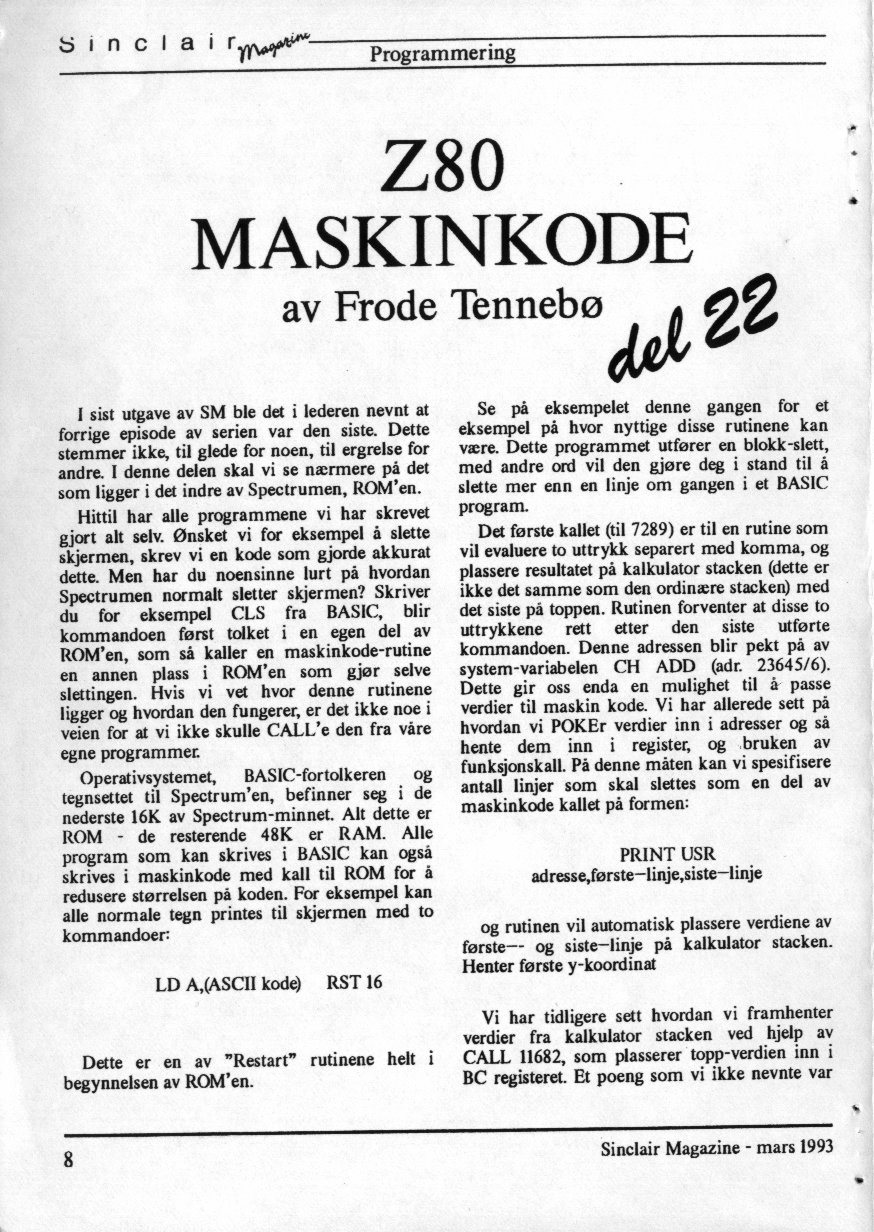 Sinclair Magazine
Programmering
Z80
MASKINKODE
av Frode Tennebø
del 22
I sist utgave av SM ble det i lederen nevnt at
forrige episode av serien var den siste. Dette
stemmer ikke, til glede for noen, til ergrelse for
andre. I denne delen skal vi se nærmere på det
som ligger i det indre av Spectrumen, ROM'en.
Hittil har alle programmene vi har skrevet
gjort alt selv. Ønsket vi for eksempel å slette
skjermen, skrev vi en kode som gjorde akkurat
dette. Men har du noensinne lurt på hvordan
Spectrumen normalt sletter skjermen? Skriver
du for eksempel CLS fra BASIC, blir
kommandoen først tolket i en egen del av
ROM'en, som så kaller en maskinkode-rutine
en annen plass i ROM'en som gjør selve
slettingen. Hvis vi vet hvor denne rutinene
ligger og hvordan den fungerer, er det ikke noe i
veien for at vi ikke skulle CALL'e den fra våre
egne programmer.
Operativsystemet, BASIC-fortolkeren og
tegnsettet til Spectrum'en, befinner seg i de
nederste 16K av Spectrum-minnet. Alt dette er
ROM - de resterende 48K er RAM. Alle
program som kan skrives i BASIC kan også
skrives i maskinkode med kall til ROM for å
redusere størrelsen på koden. For eksempel kan
alle normale tegn printes til skjermen med to
kommandoer:
LD A,(ASCII kode) RST 16
Dette er en av "Restart" rutinene helt i
begynnelsen av ROM'en.
Se på eksempelet denne gangen for et
eksempel på hvor nyttige disse rutinene kan
være. Dette programmet utfører en blokk-slett,
med andre ord vil den gjøre deg i stand til å
slette mer enn en linje om gangen i et BASIC
program.
Det første kallet (til 7289) er til en rutine som
vil evaluere to uttrykk separert med komma, og
plassere resultatet på kalkulator stacken (dette er
ikke det samme som den ordinære stacken) med
det siste på toppen. Rutinen forventer at disse to
uttrykkene rett etter den siste utførte
kommandoen. Denne adressen blir pekt på av
system-variabelen CH ADD (adr. 23645/6).
Dette gir oss enda en mulighet til å passe
verdier til maskin kode. Vi har allerede sett på
hvordan vi POKEr verdier inn i adresser og så
hente dem inn i register, og bruken av
funksjonskall. På denne måten kan vi spesifisere
antall linjer som skal slettes som en del av
maskinkode kallet på formen:
PRINT USR
adresse,første—linje,siste—linje
og rutinen vil automatisk plassere verdiene av
første—- og siste—linje på kalkulator stacken.
Henter første y-koordinat
Vi har tidligere sett hvordan vi framhenter
verdier fra kalkulator stacken ved hjelp av
CALL 11682, som plasserer topp-verdien inn i
BC registeret. Et poeng som vi ikke nevnte var
8
Sinclair Magazine - mars 1993